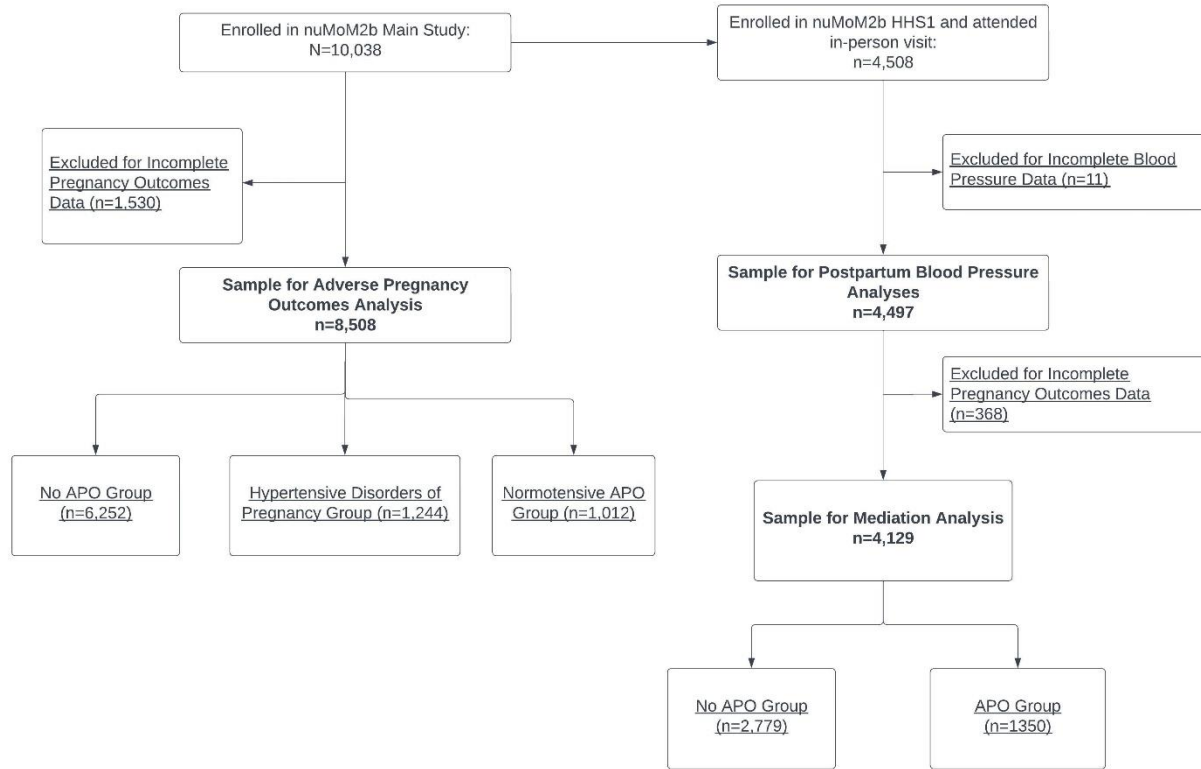 Enrolled in nuMoM2b Main Study:
N=10,038
Enrolled in nuMoM2b HHS1 and attended
in-person visit:
n=4,508
Excluded for Incomplete
Pregnancy Outcomes
Data (n=1,530)
Excluded for Incomplete Blood
Pressure Data (n=11)
Sample for Adverse Pregnancy
Outcomes Analysis
n=8,508
Sample for Postpartum Blood Pressure
Analyses
n=4,497
Excluded for Incomplete
Pregnancy Outcomes Data
(n=368)
No APO Group
(n=6,252)
Hypertensive Disorders of
Pregnancy Group (n=1,244)
Normotensive APO
Group (n=1,012)
Sample for Mediation Analysis
n=4,129
No APO Group
(n=2,779)
APO Group
(n=1350)